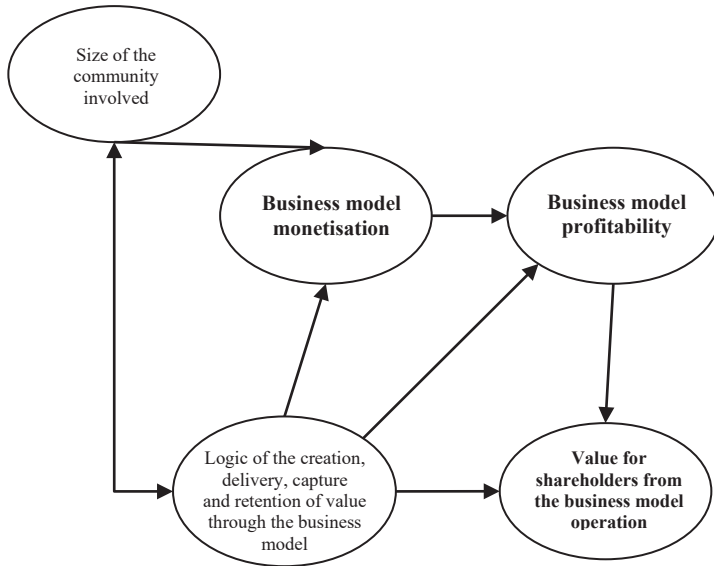 Size of the
community
involved
Business model
monetisation
Business model
profitability
Logic of the creation,
delivery, capture
and retention of value
through the business
model
Value for
shareholders from
the business model
operation